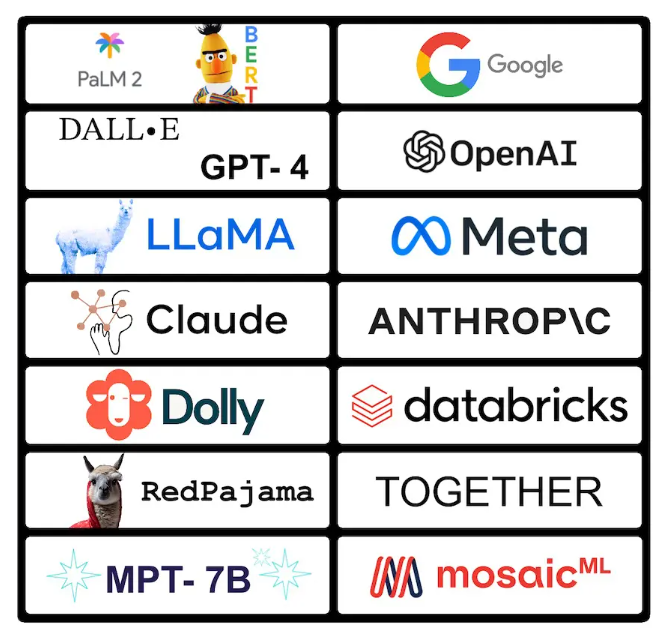 PaLM 2
BERT
Google
DALL•E
GPT- 4
OpenAI
LLaMA
Meta
Claude
ANTHROP\C
Dolly
databricks
RedPajama
TOGETHER
MPT- 7B
mosaicML